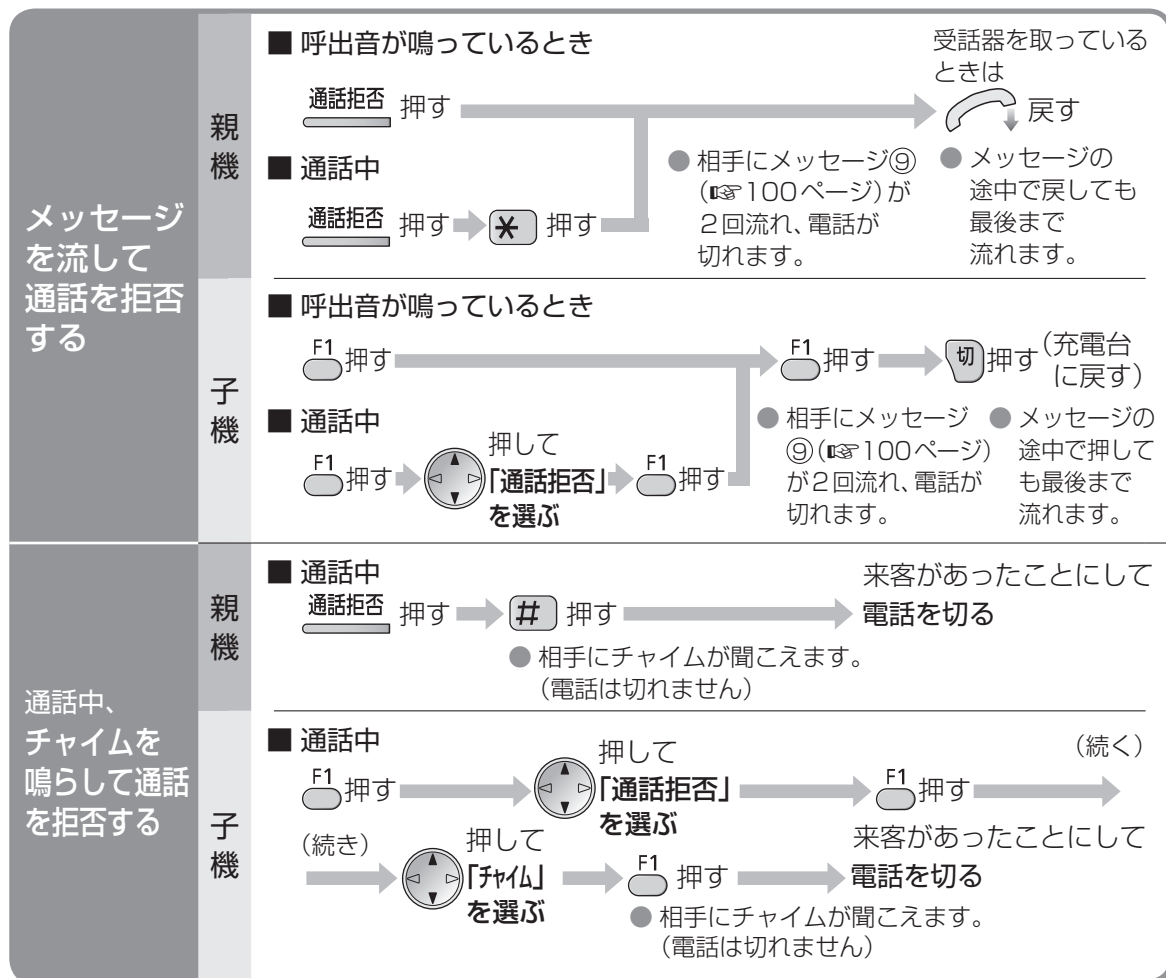 メッセージ
を流して
通話を拒否
する
親機
■ 呼出音が鳴っているとき
通話拒否 押す
受話器を取っている
ときは
戻す
■ 通話中
通話拒否 押す * 押す
● 相手にメッセージ⑨
(☞100ページ)が
2回流れ、電話が
切れます。
● メッセージの
途中で戻しても
最後まで
流れます。
子機
■ 呼出音が鳴っているとき
F1 押す F1 押す 切 押す (充電台
に戻す)
■ 通話中
F1 押す 押して
「通話拒否」
を選ぶ
F1 押す
● 相手にメッセージ
⑨(☞100ページ)
が2回流れ、電話が
切れます。
● メッセージの
途中で押して
も最後まで
流れます。
通話中、
チャイムを
鳴らして通話
を拒否する
親機
■ 通話中
通話拒否 押す # 押す
来客があったことにして
電話を切る
● 相手にチャイムが聞こえます。
(電話は切れません)
子機
■ 通話中
F1 押す 押して
「通話拒否」
を選ぶ
F1 押す
(続く)
(続き)
押して
「チャイム」
を選ぶ
F1 押す
来客があったことにして
電話を切る
● 相手にチャイムが聞こえます。
(電話は切れません)